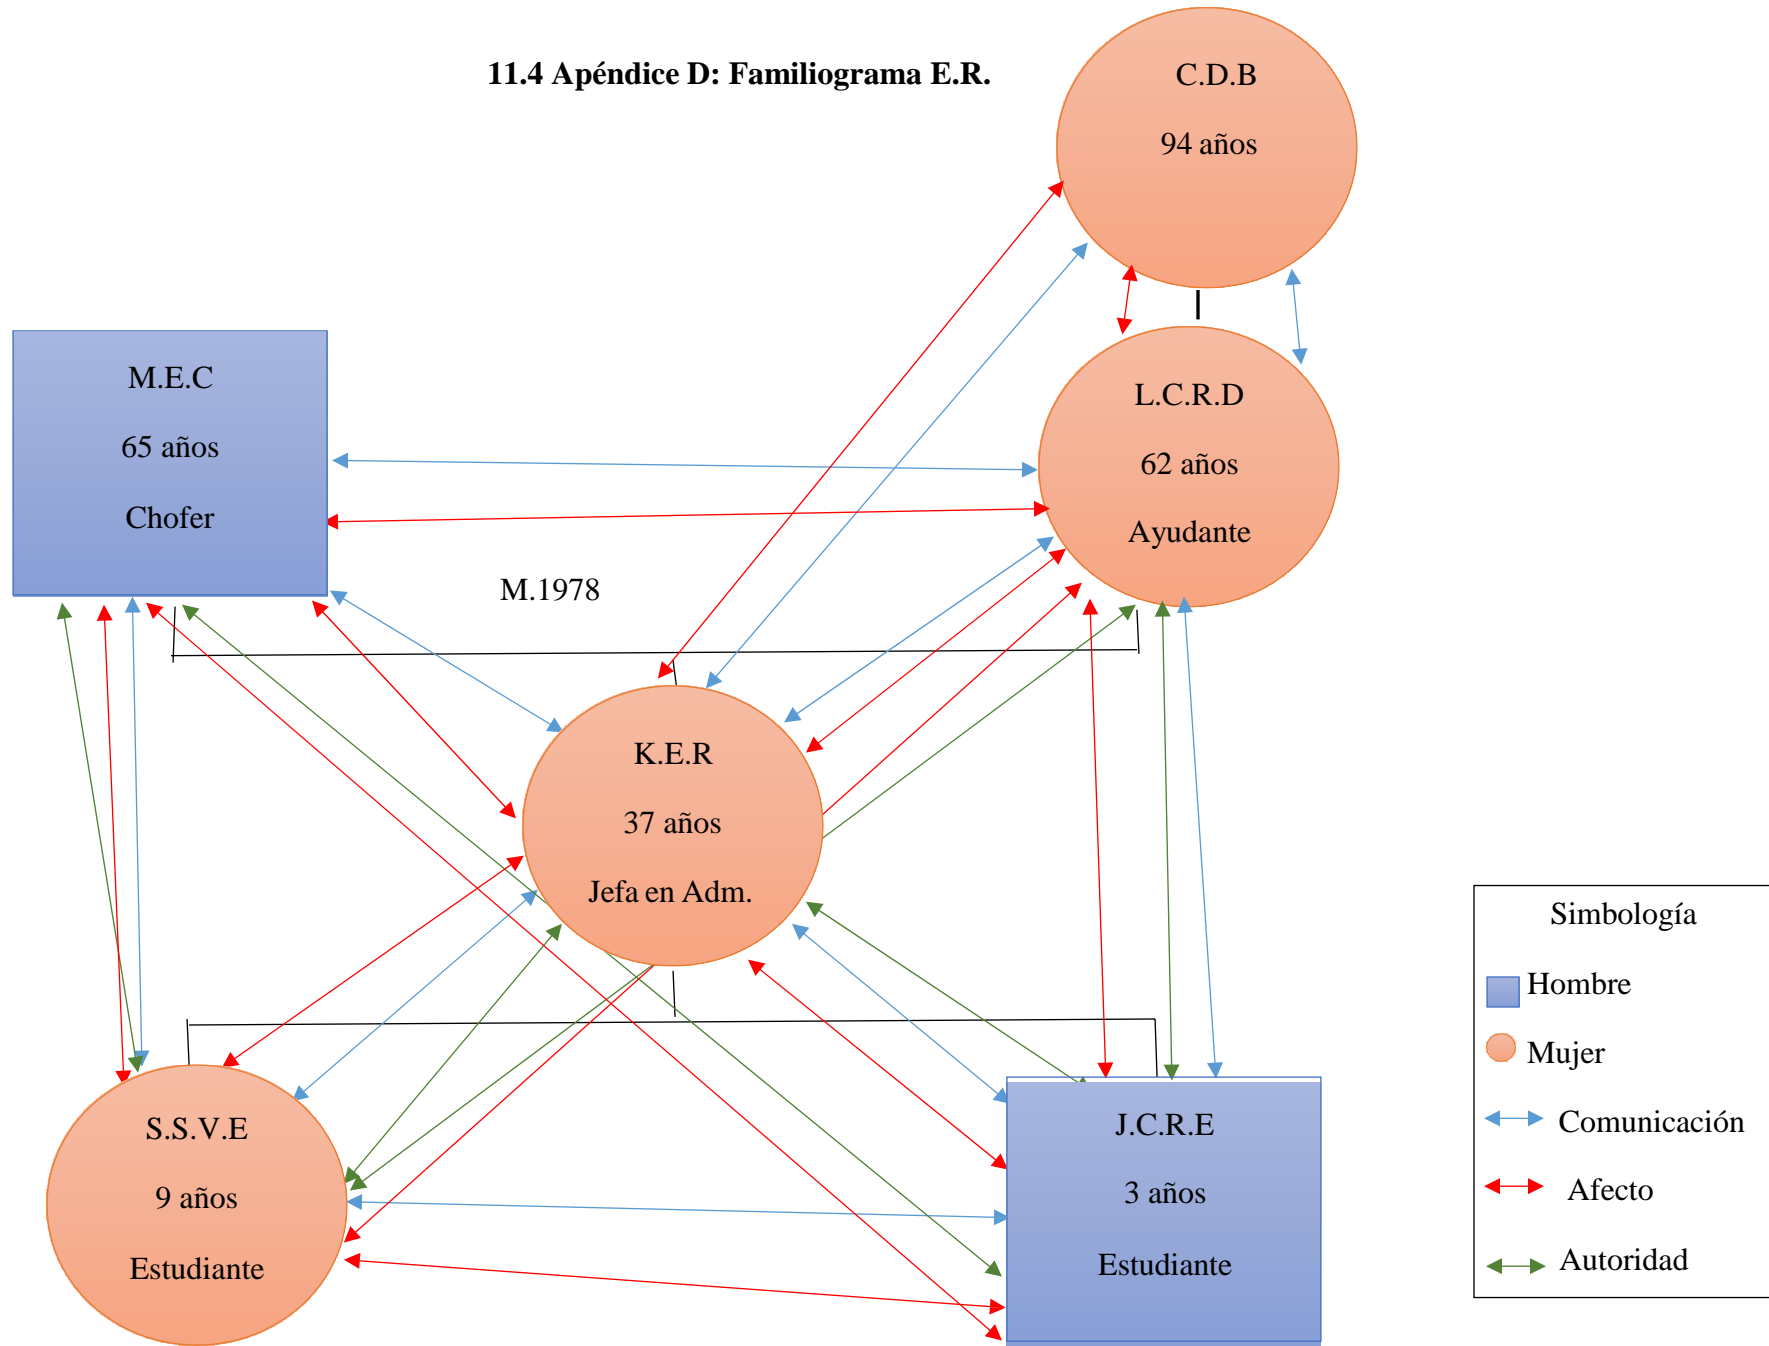 11.4 Apéndice D: Familiograma E.R.
C.D.B
94 años
M.E.C
65 años
Chofer
L.C.R.D
62 años
Ayudante
M.1978
K.E.R
37 años
Jefa en Adm.
S.S.V.E
9 años
Estudiante
J.C.R.E
3 años
Estudiante
Simbología
Hombre
Mujer
Comunicación
Afecto
Autoridad